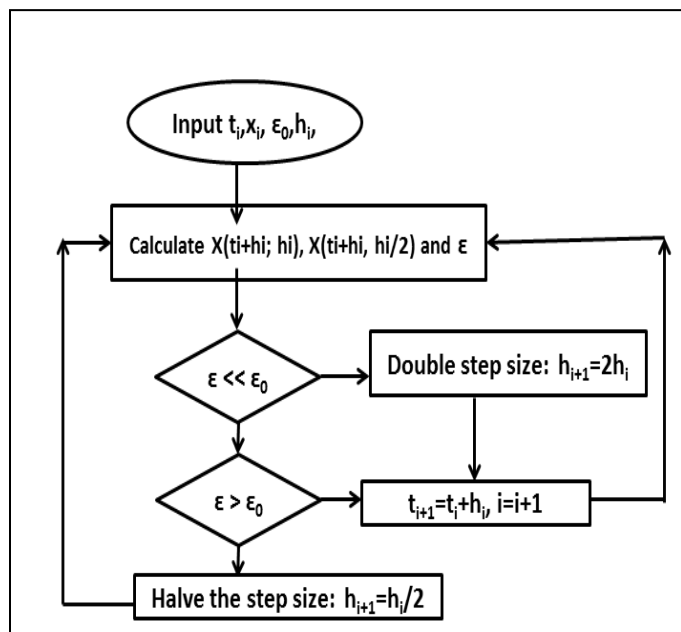 Input tᵢ,xᵢ, ε₀,hᵢ,
Calculate X(ti+hi; hi), X(ti+hi, hi/2) and ε
ε << ε₀
Double step size: hᵢ₊₁=2hᵢ
ε > ε₀
tᵢ₊₁=tᵢ+hᵢ, i=i+1
Halve the step size: hᵢ₊₁=hᵢ/2